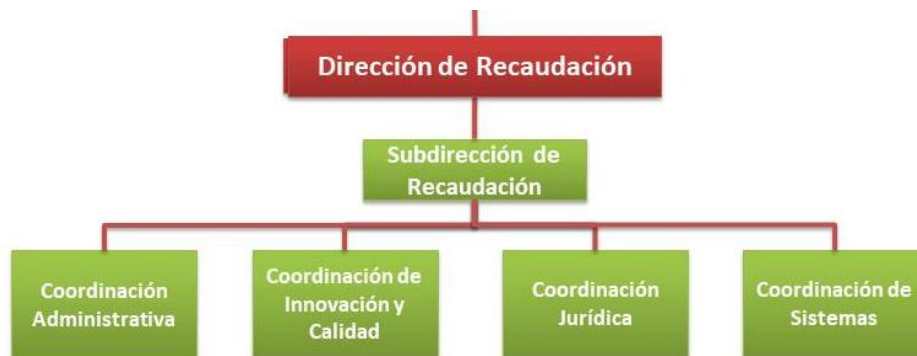 Dirección de Recaudación
Subdirección de
Recaudación
Coordinación
Administrativa
Coordinación de
Innovación y
Calidad
Coordinación
Jurídica
Coordinación de
Sistemas